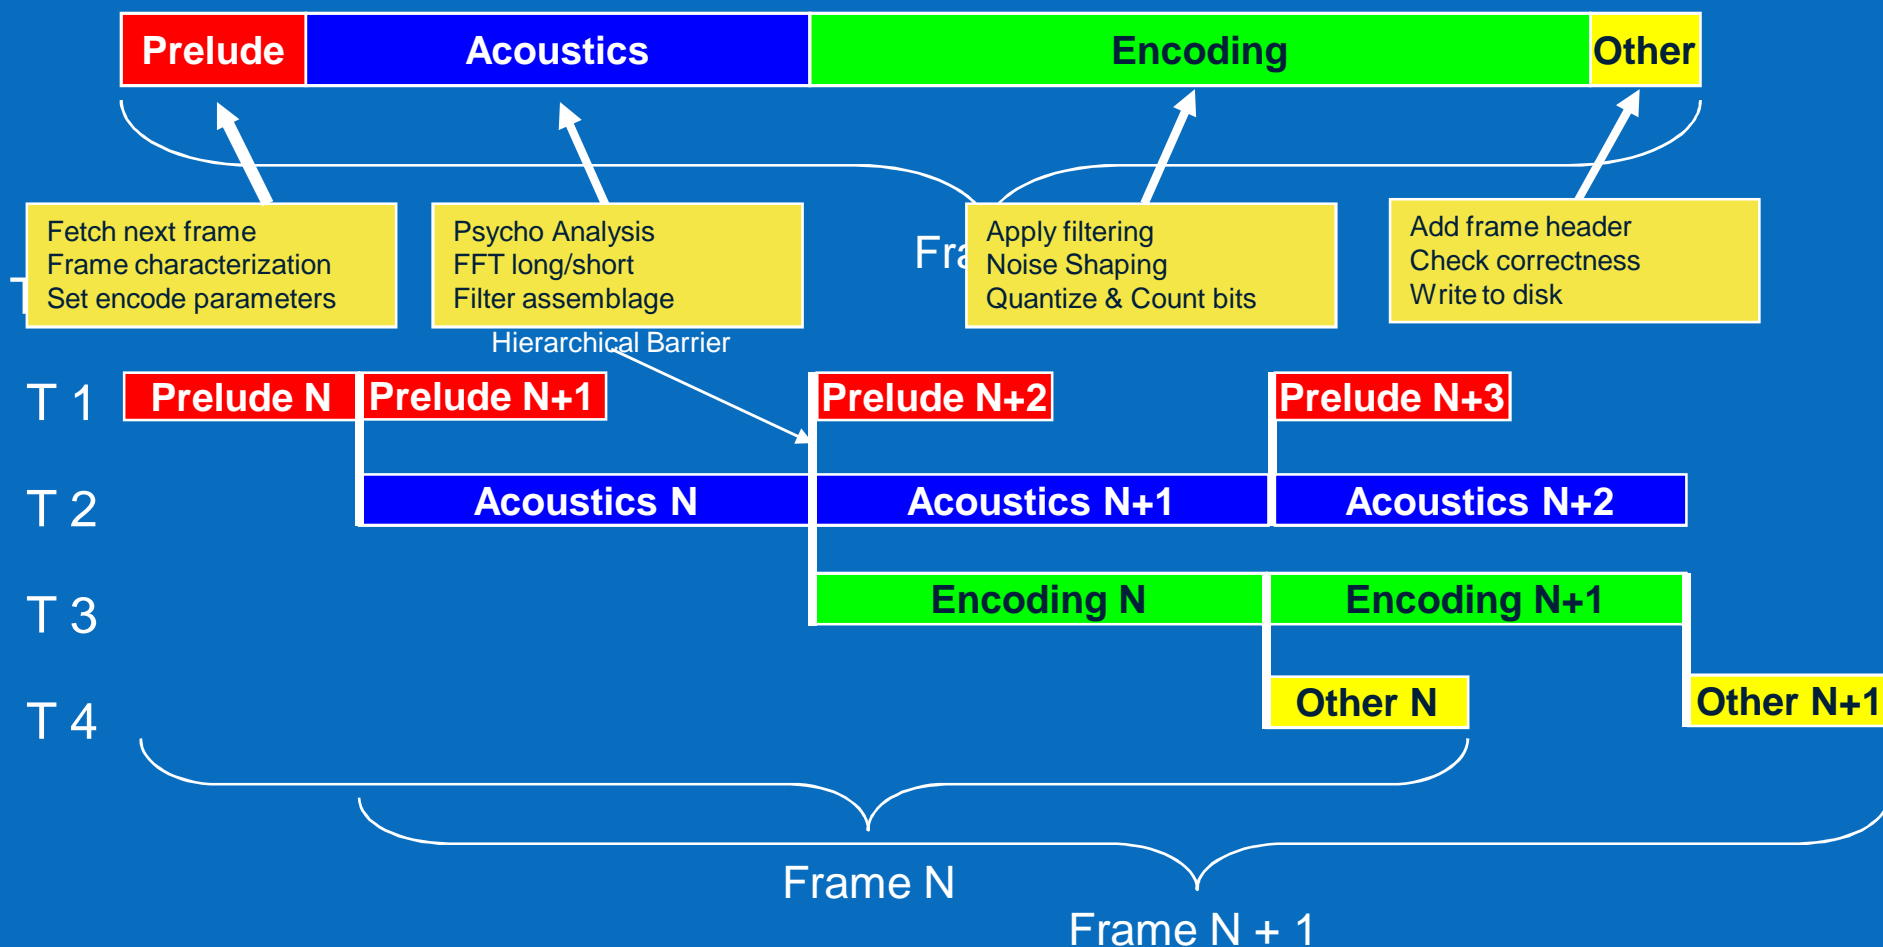 Prelude Acoustics Encoding Other
Fetch next frame
Frame characterization
Set encode parameters
Psycho Analysis
FFT long/short
Filter assemblage
Apply filtering
Noise Shaping
Quantize & Count bits
Add frame header
Check correctness
Write to disk
Hierarchical Barrier
T 1 Prelude N Prelude N+1 Prelude N+2 Prelude N+3
T 2 Acoustics N Acoustics N+1 Acoustics N+2
T 3 Encoding N Encoding N+1
T 4 Other N Other N+1
Frame N
Frame N + 1